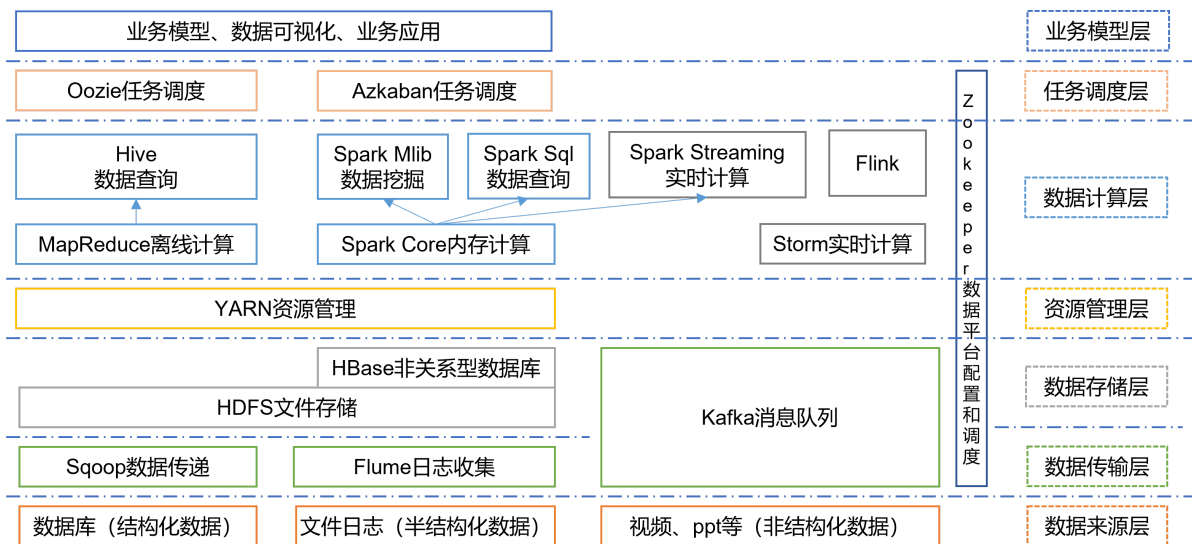 业务模型、数据可视化、业务应用
业务模型层
Oozie任务调度
Azkaban任务调度
任务调度层
Hive
数据查询
Spark Mlib
数据挖掘
Spark Sql
数据查询
Spark Streaming
实时计算
Flink
数据计算层
MapReduce离线计算
Spark Core内存计算
Storm实时计算
Zookeeper数据平台配置和调度
YARN资源管理
资源管理层
HBase非关系型数据库
HDFS文件存储
Kafka消息队列
数据存储层
Sqoop数据传递
Flume日志收集
数据传输层
数据库（结构化数据）
文件日志（半结构化数据）
视频、ppt等（非结构化数据）
数据来源层